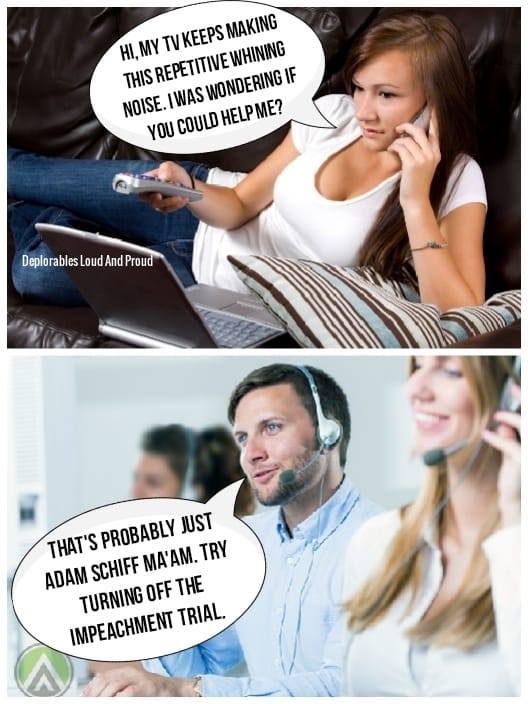 HI, MY TV KEEPS MAKING
THIS REPETITIVE WHINING
NOISE. I WAS WONDERING IF
YOU COULD HELP ME?
Deplorables Loud And Proud
THAT'S PROBABLY JUST
ADAM SCHIFF MA'AM. TRY
TURNING OFF THE
IMPEACHMENT TRIAL.